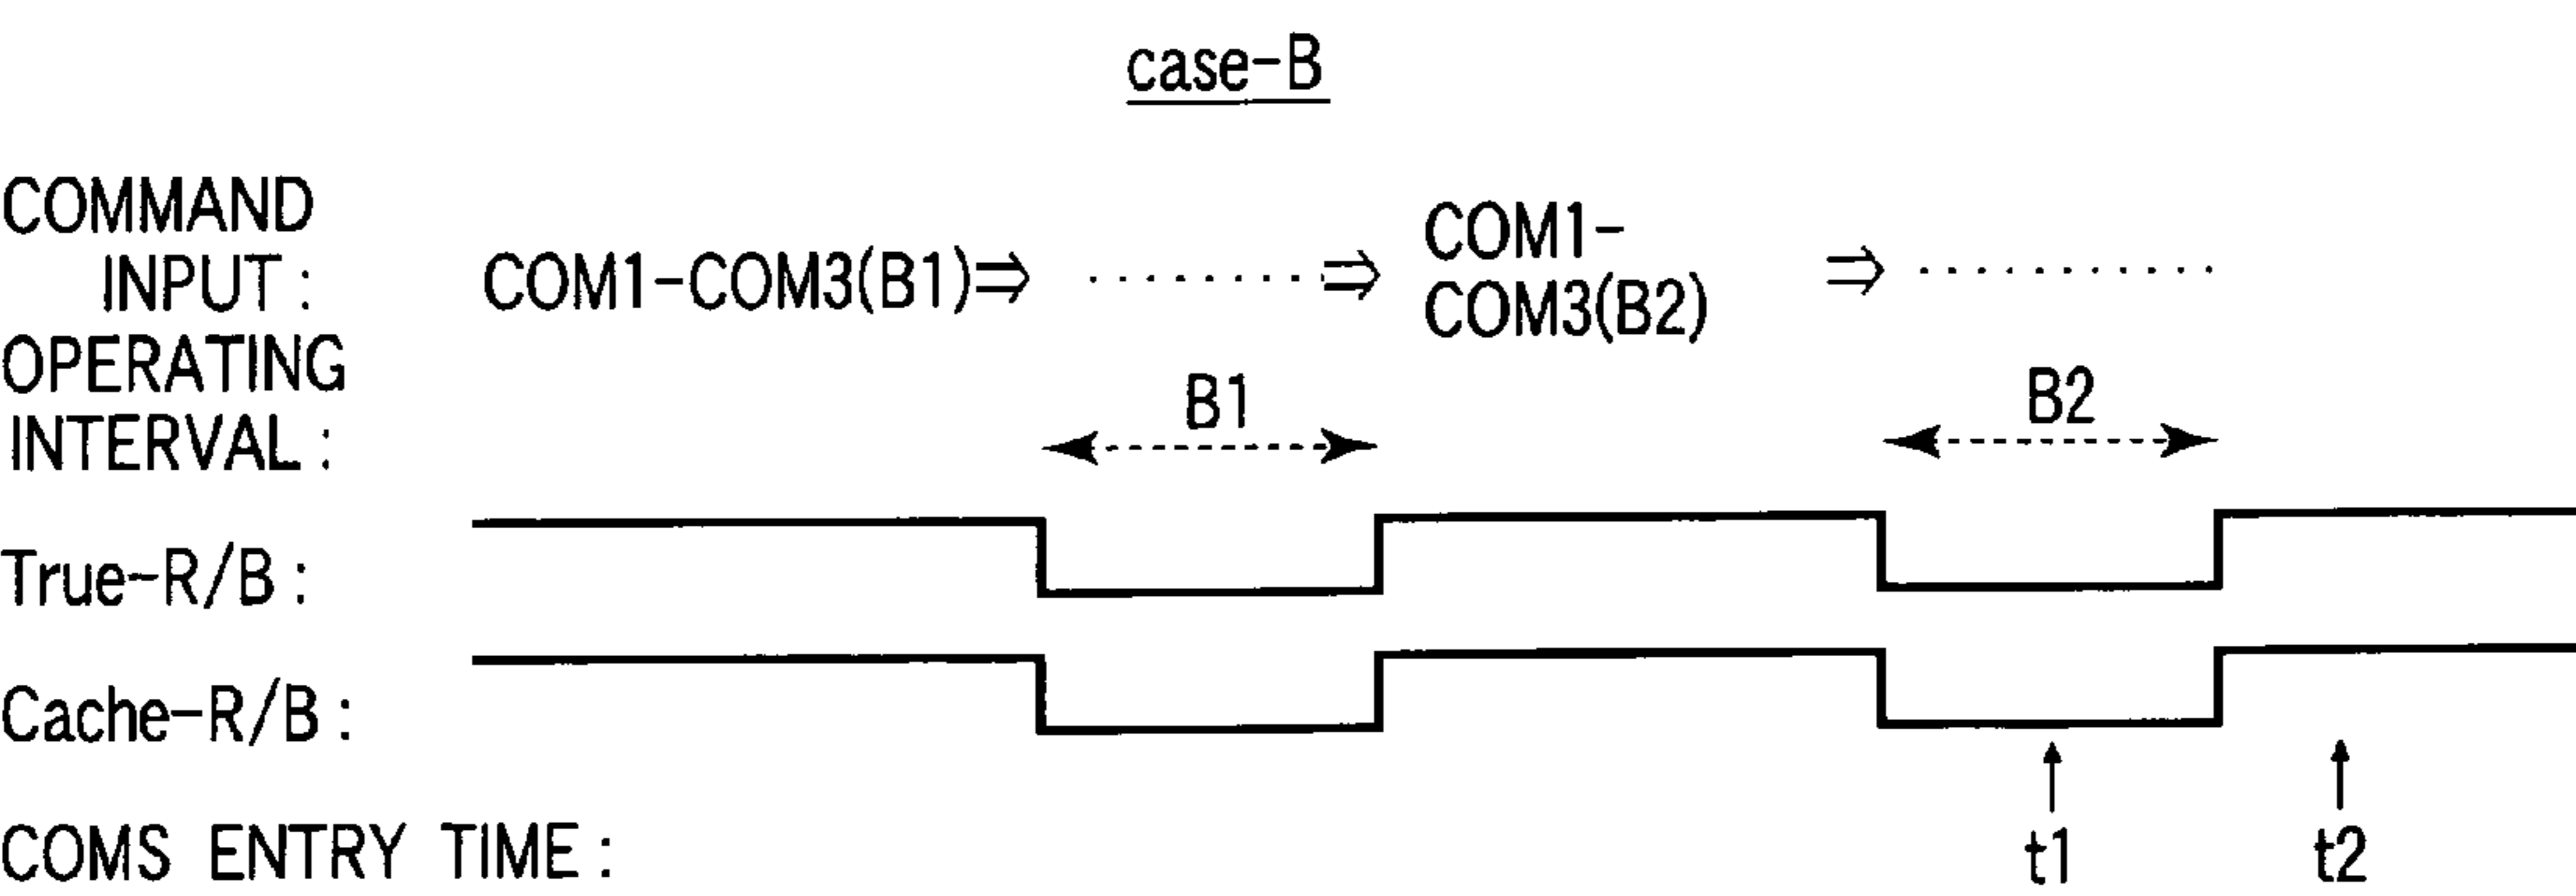 case-B
COMMAND
INPUT :
COM1-COM3(B1)⇒ ········⇒
COM1-
COM3(B2)
⇒ ···········
OPERATING
INTERVAL :
B1
B2
True-R/B :
Cache-R/B :
COMS ENTRY TIME :
t1
t2